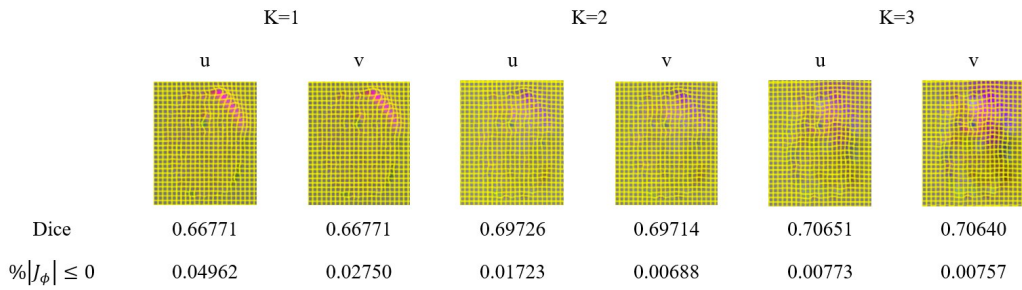 K=1 K=2 K=3
u v u v u v
Dice 0.66771 0.66771 0.69726 0.69714 0.70651 0.70640
%|J_ϕ| ≤ 0 0.04962 0.02750 0.01723 0.00688 0.00773 0.00757